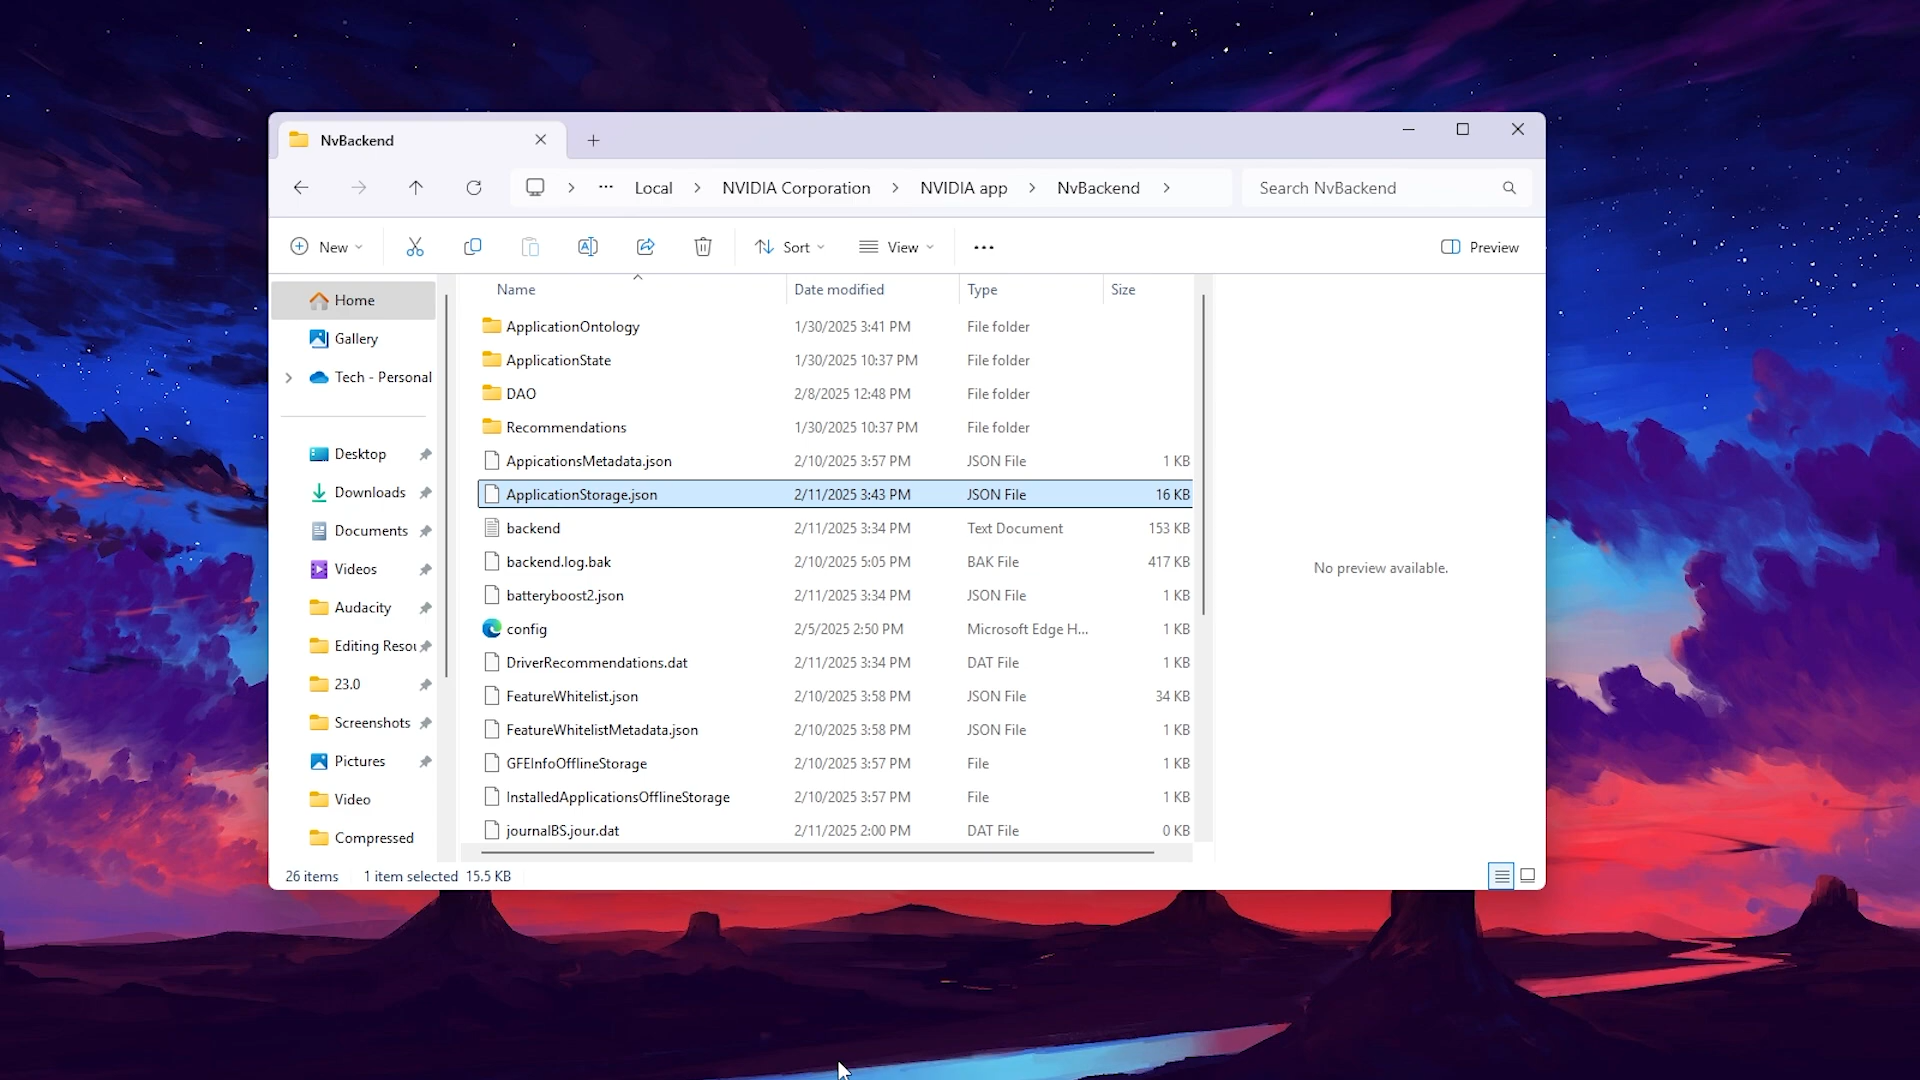 NvBackend
Local > NVIDIA Corporation > NVIDIA app > NvBackend >
Search NvBackend
New
Sort
View
Preview
Home
Gallery
Tech - Personal
Desktop
Downloads
Documents
Videos
Audacity
Editing Resou
23.0
Screenshots
Pictures
Video
Compressed
Name Date modified Type Size
ApplicationOntology 1/30/2025 3:41 PM File folder
ApplicationState 1/30/2025 10:37 PM File folder
DAO 2/8/2025 12:48 PM File folder
Recommendations 1/30/2025 10:37 PM File folder
AppicationsMetadata.json 2/10/2025 3:57 PM JSON File 1 KB
ApplicationStorage.json 2/11/2025 3:43 PM JSON File 16 KB
backend 2/11/2025 3:34 PM Text Document 153 KB
backend.log.bak 2/10/2025 5:05 PM BAK File 417 KB
batteryboost2.json 2/11/2025 3:34 PM JSON File 1 KB
config 2/5/2025 2:50 PM Microsoft Edge H... 1 KB
DriverRecommendations.dat 2/11/2025 3:34 PM DAT File 1 KB
FeatureWhitelist.json 2/10/2025 3:58 PM JSON File 34 KB
FeatureWhitelistMetadata.json 2/10/2025 3:58 PM JSON File 1 KB
GFEInfoOfflineStorage 2/10/2025 3:57 PM File 1 KB
InstalledApplicationsOfflineStorage 2/10/2025 3:57 PM File 1 KB
journalBS.jour.dat 2/11/2025 2:00 PM DAT File 0 KB
No preview available.
26 items 1 item selected 15.5 KB